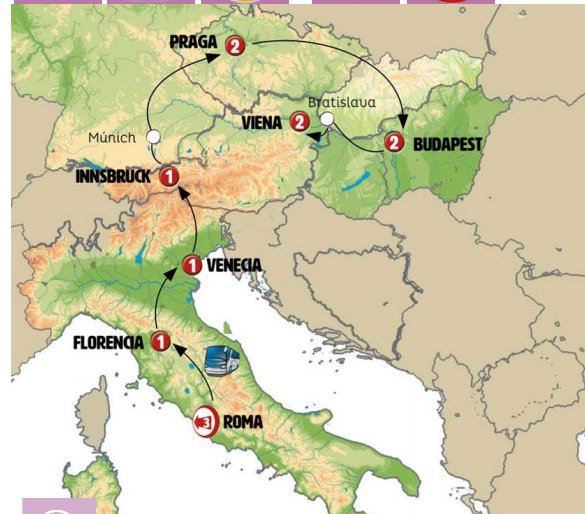 PRAGA 2
Bratislava
VIENA 2
Múnich
2 BUDAPEST
INNSBRUCK 1
1 VENECIA
FLORENCIA 1
3 ROMA